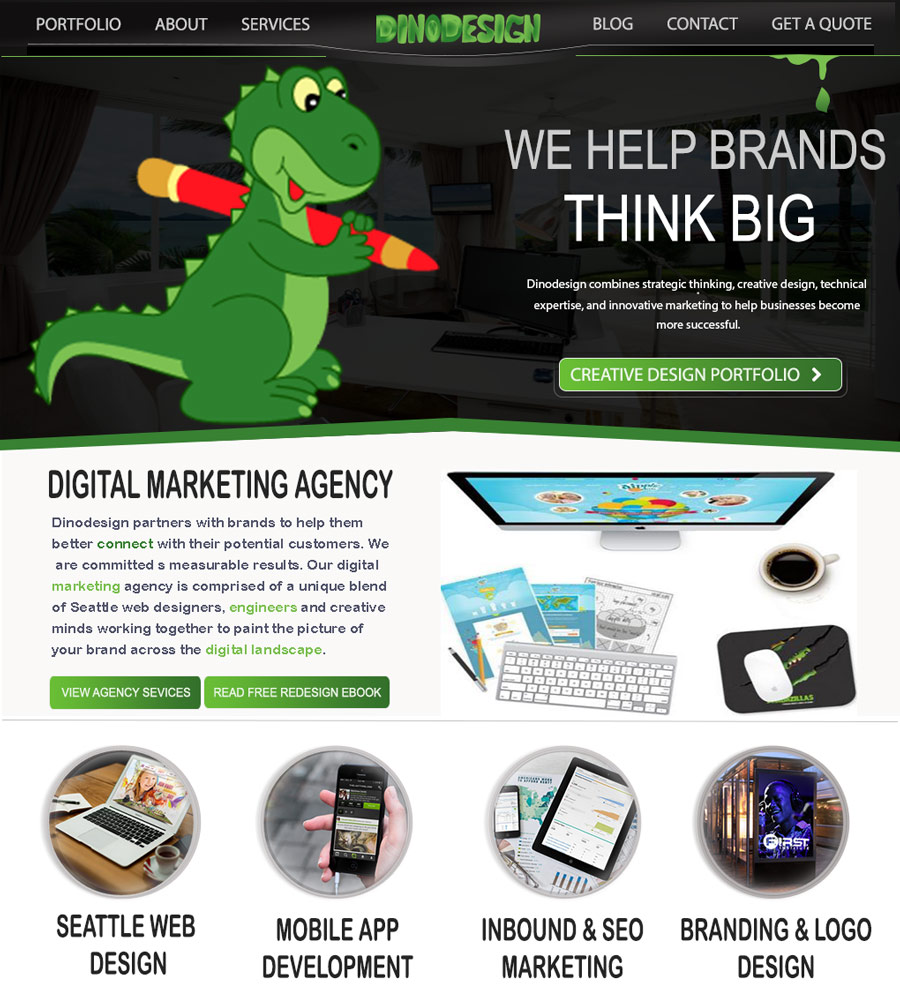 PORTFOLIO ABOUT SERVICES DINODESIGN BLOG CONTACT GET A QUOTE
WE HELP BRANDS
THINK BIG
Dinodesign combines strategic thinking, creative design, technical
expertise, and innovative marketing to help businesses become
more successful.
CREATIVE DESIGN PORTFOLIO
DIGITAL MARKETING AGENCY
Dinodesign partners with brands to help them
better connect with their potential customers. We
are committed s measurable results. Our digital
marketing agency is comprised of a unique blend
of Seattle web designers, engineers and creative
minds working together to paint the picture of
your brand across the digital landscape.
VIEW AGENCY SEVICES READ FREE REDESIGN EBOOK
FIRST
SEATTLE WEB
DESIGN
MOBILE APP
DEVELOPMENT
INBOUND & SEO
MARKETING
BRANDING & LOGO
DESIGN